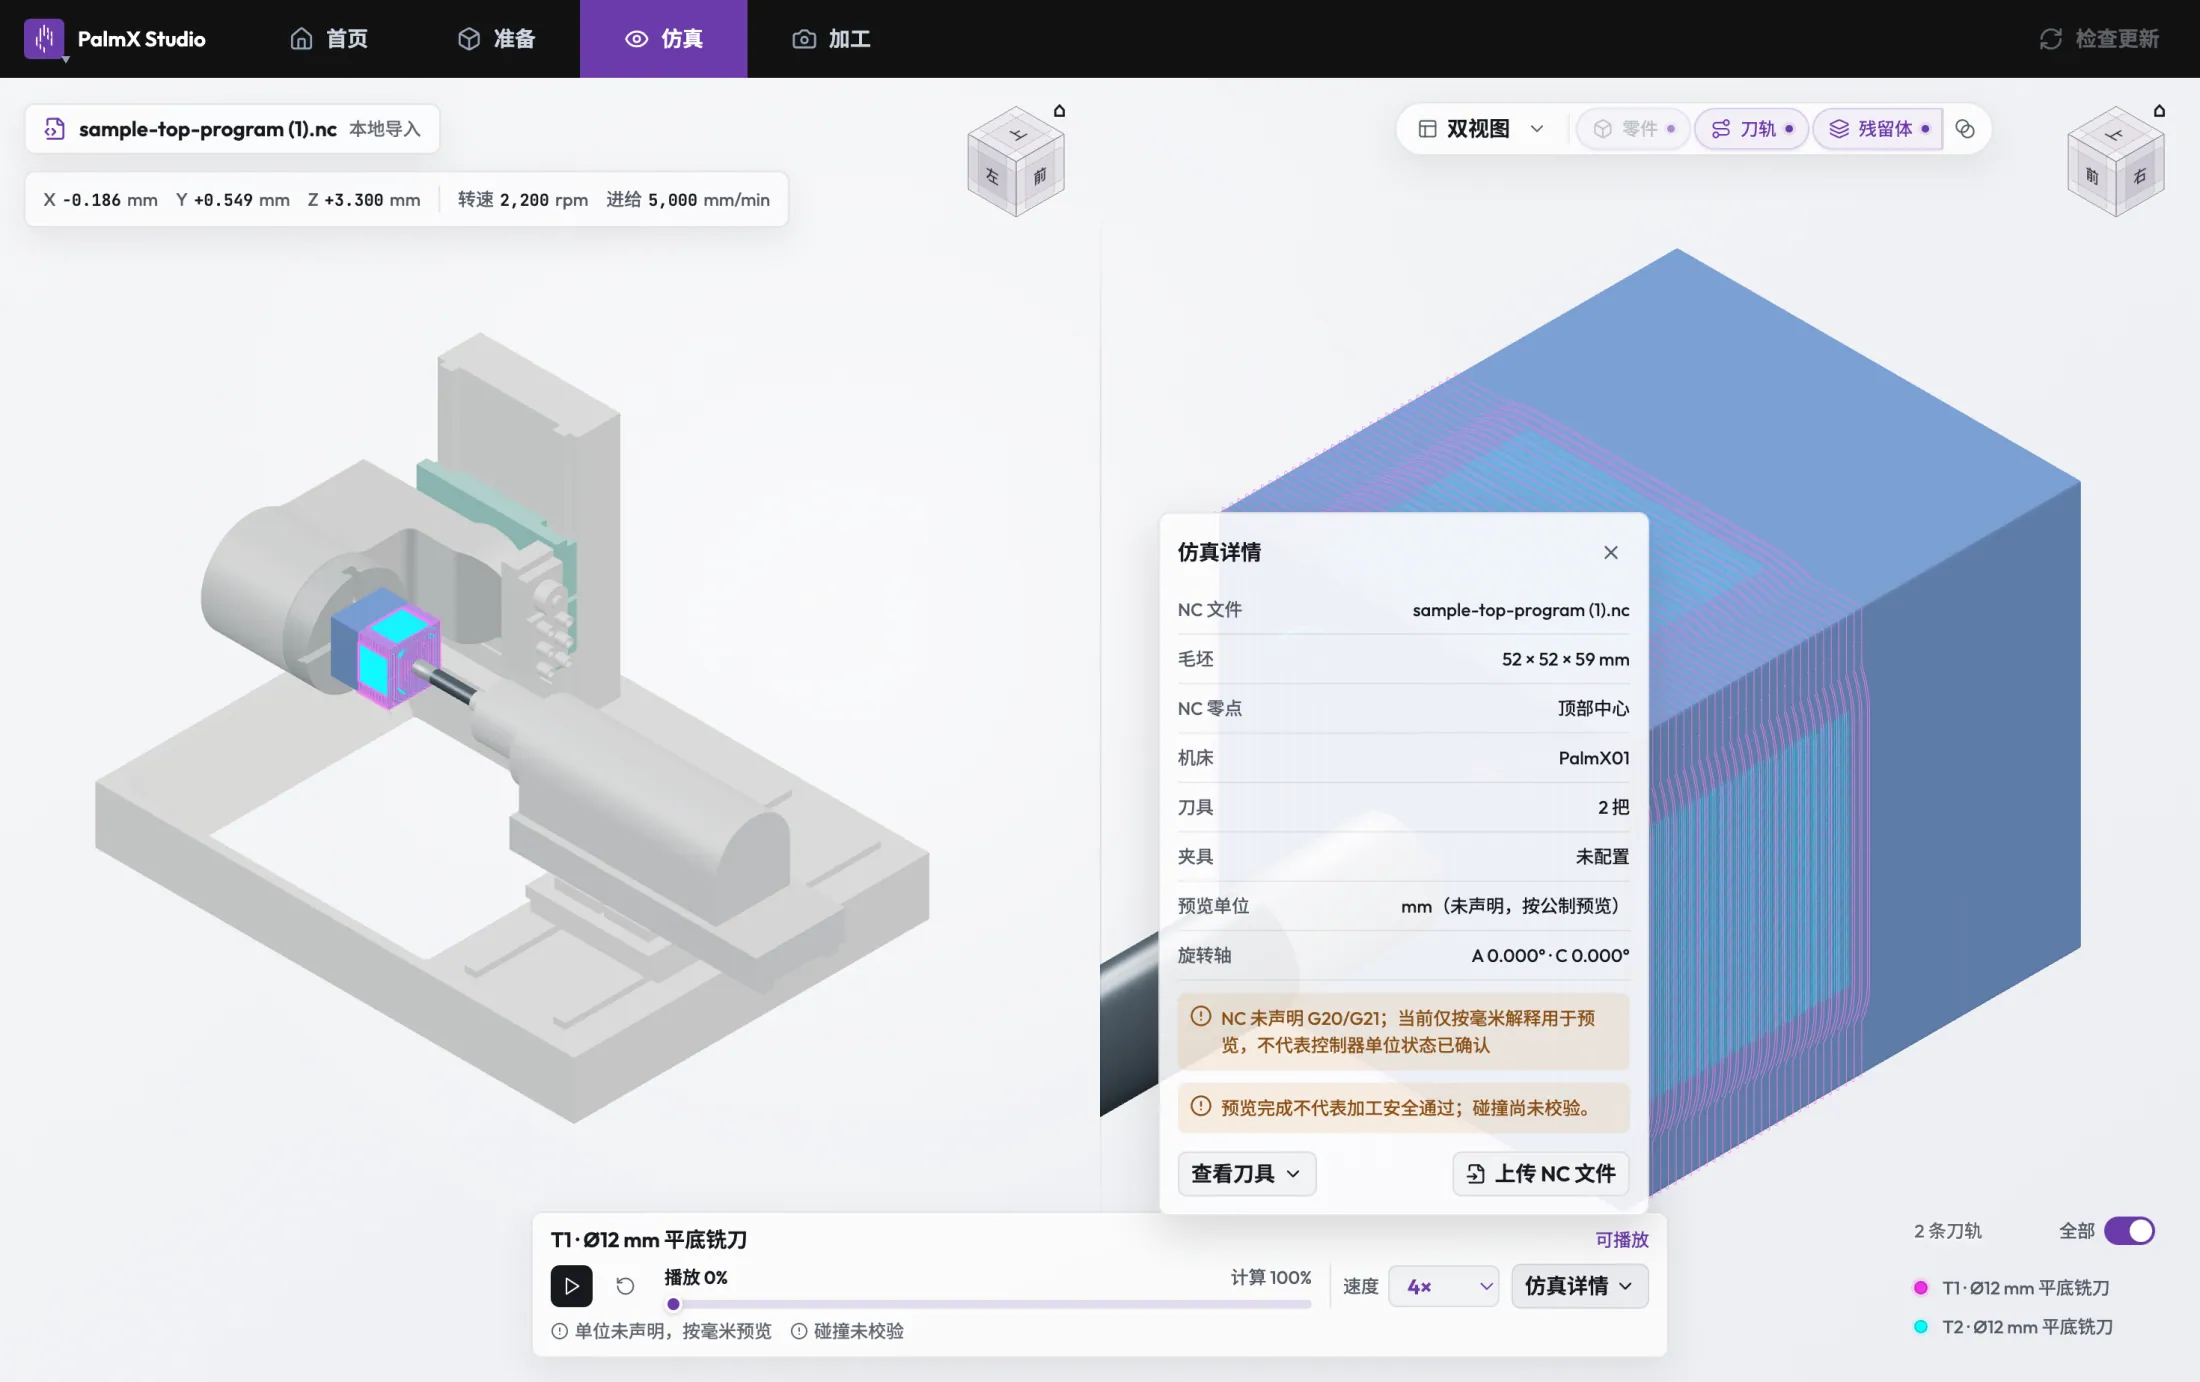 PalmX Studio
首页
准备
仿真
加工
检查更新
sample-top-program (1).nc 本地导入
X -0.186 mm Y +0.549 mm Z +3.300 mm 转速 2,200 rpm 进给 5,000 mm/min
上
左
前
双视图
零件
刀轨
残留体
上
前
右
仿真详情
NC 文件 sample-top-program (1).nc
毛坯 52 × 52 × 59 mm
NC 零点 顶部中心
机床 PalmX01
刀具 2 把
夹具 未配置
预览单位 mm（未声明，按公制预览）
旋转轴 A 0.000° · C 0.000°
NC 未声明 G20/G21；当前仅按毫米解释用于预
览，不代表控制器单位状态已确认
预览完成不代表加工安全通过；碰撞尚未校验。
查看刀具
上传 NC 文件
T1 · Ø12 mm 平底铣刀 可播放
播放 0% 计算 100%
速度 4× 仿真详情
单位未声明，按毫米预览 碰撞未校验
2 条刀轨 全部
T1 · Ø12 mm 平底铣刀
T2 · Ø12 mm 平底铣刀